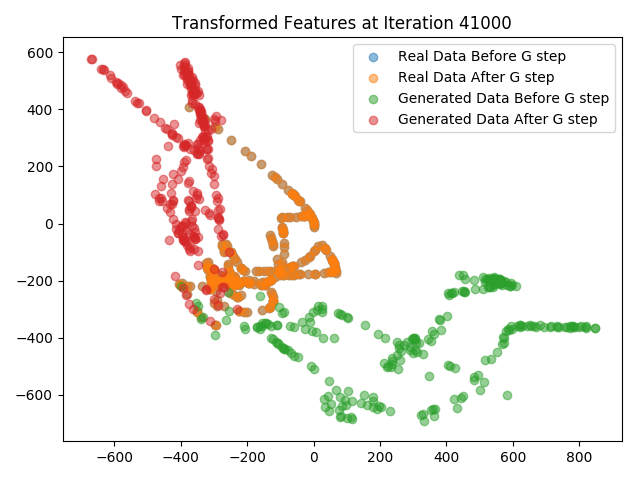 Transformed Features at Iteration 41000
Real Data Before G step
Real Data After G step
Generated Data Before G step
Generated Data After G step
600
400
200
0
−200
−400
−600
−600 −400 −200 0 200 400 600 800